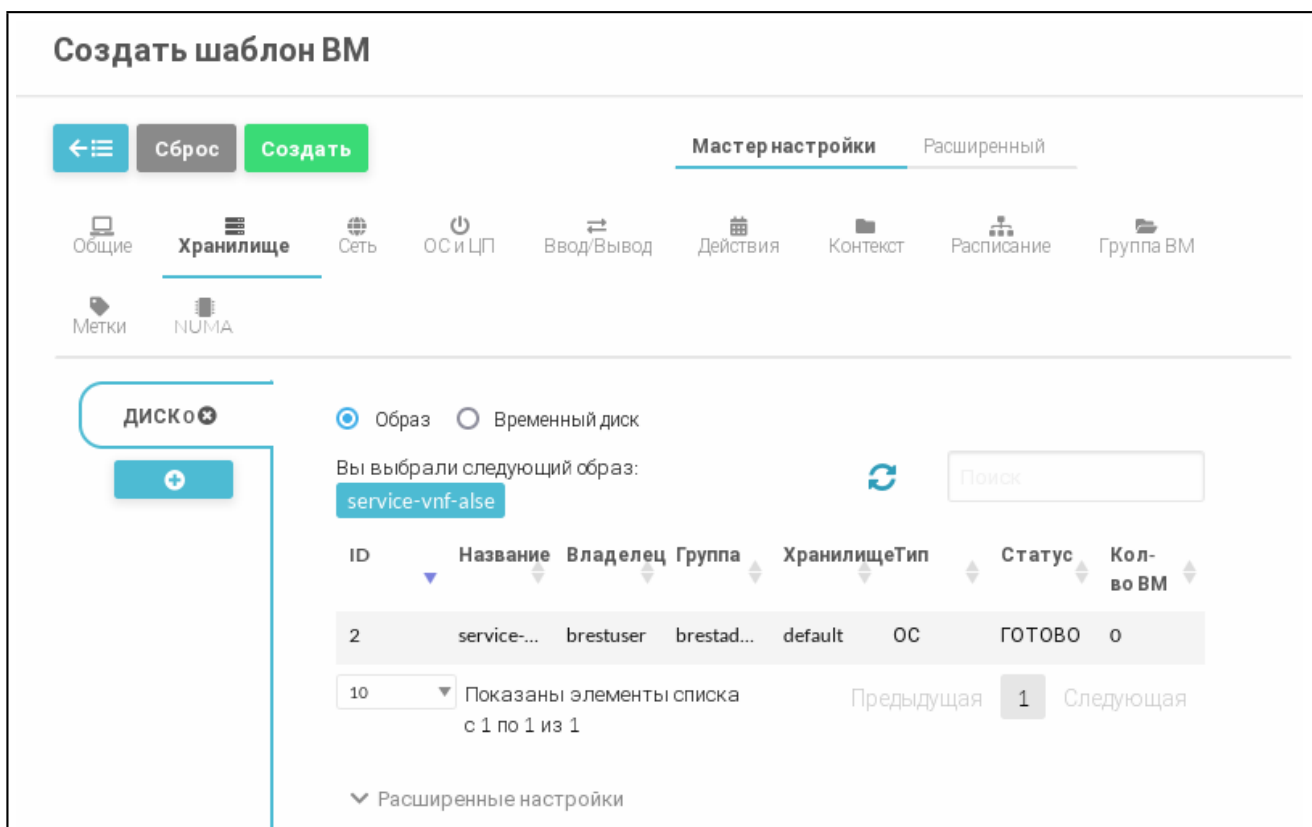 Создать шаблон ВМ
Сброс Создать Мастер настройки Расширенный
Общие Хранилище Сеть ОС и ЦП Ввод/Вывод Действия Контекст Расписание Группа ВМ
Метки NUMA
ДИСК 0
Образ Временный диск
Вы выбрали следующий образ:
service-vnf-alse
Поиск
ID Название Владелец Группа Хранилище Тип Статус Кол-
во ВМ
2 service-... brestuser brestad... default ОС ГОТОВО 0
10 Показаны элементы списка
с 1 по 1 из 1
Предыдущая 1 Следующая
Расширенные настройки